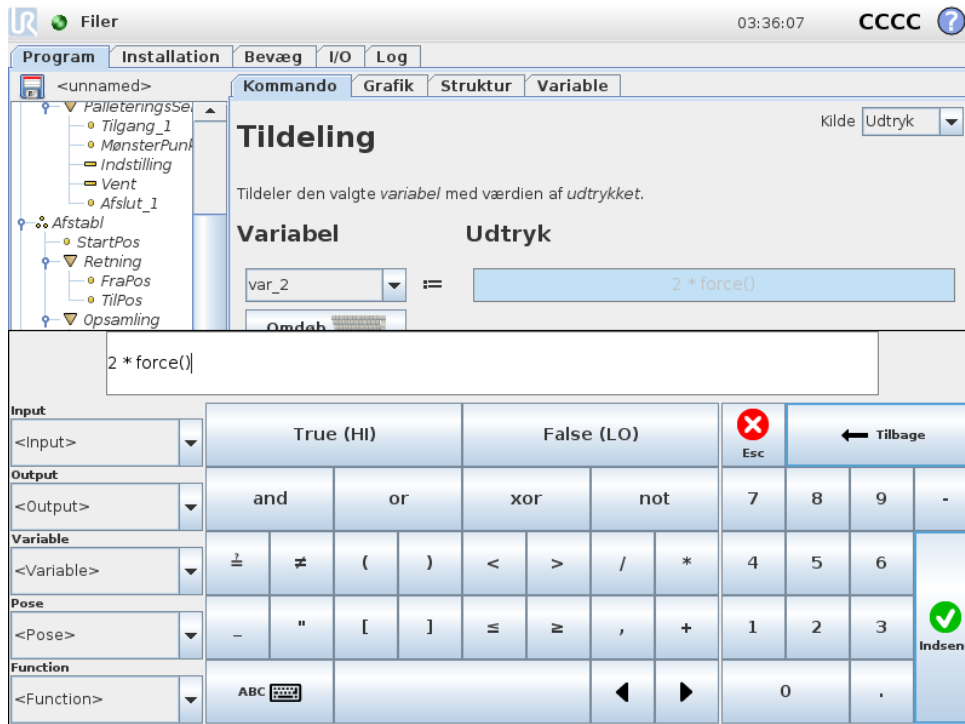 UR Filer 03:36:07 CCCC ?
Program Installation Bevæg I/O Log
<unnamed> Kommando Grafik Struktur Variable
PalleteringsSe
Tilgang_1
MønsterPunk
Indstilling
Vent
Afslut_1
Afstabl
StartPos
Retning
FraPos
TilPos
Opsamling
Kilde Udtryk
Tildeling
Tildeler den valgte variabel med værdien af udtrykket.
Variabel Udtryk
var_2 := 2 * force()
Omdøb
2 * force()
Input
<Input>
Output
<Output>
Variable
<Variable>
Pose
<Pose>
Function
<Function>
True (HI) False (LO) Esc Tilbage
and or xor not 7 8 9 -
≟ ≠ ( ) < > / * 4 5 6
_ " [ ] ≤ ≥ , + 1 2 3
Indsen
ABC 0 .